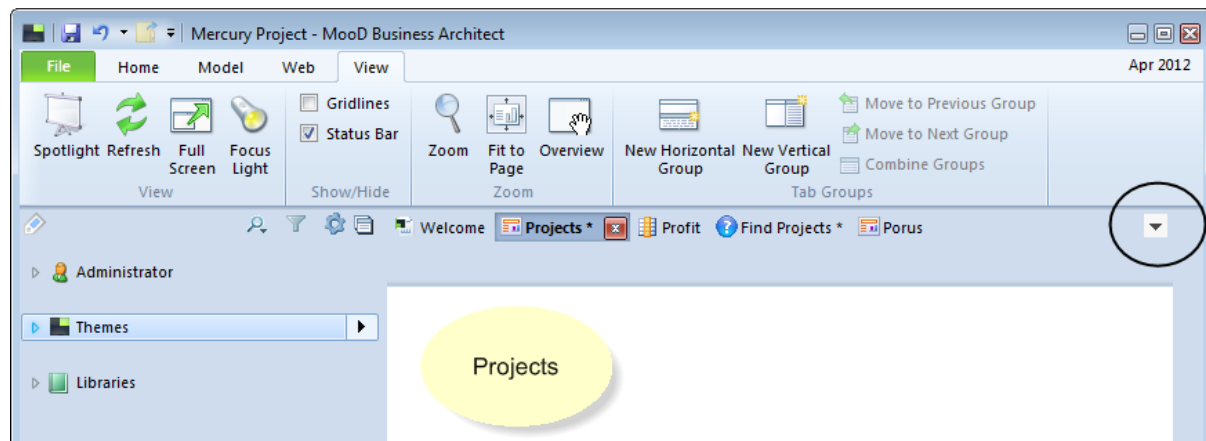 Mercury Project - MooD Business Architect
File Home Model Web View Apr 2012
Gridlines
Status Bar
Spotlight Refresh Full Screen Focus Light
Zoom Fit to Page Overview
New Horizontal Group New Vertical Group
Move to Previous Group
Move to Next Group
Combine Groups
View Show/Hide Zoom Tab Groups
Welcome Projects * Profit Find Projects * Porus
Administrator
Themes
Libraries
Projects